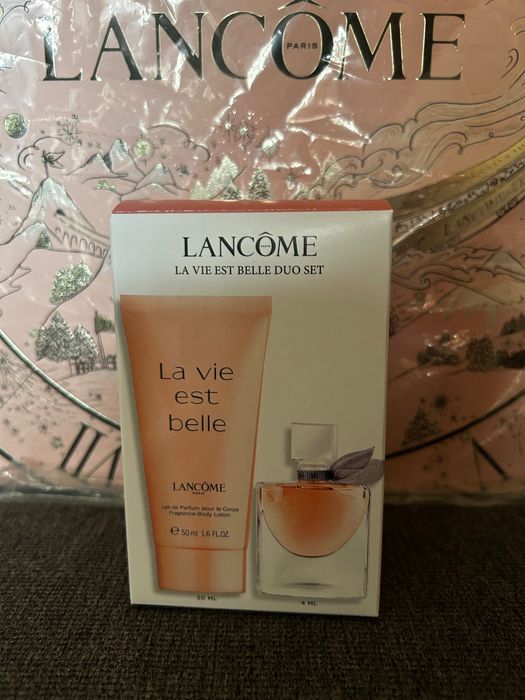 LANCÔME
PARIS
LANCÔME
PARIS
LA VIE EST BELLE DUO SET
La vie
est
belle
LANCÔME
PARIS
Lait de Parfum pour le Corps
Fragrance-Body Lotion
e 50 ml 1.6 FL.OZ.
50 ML
4 ML